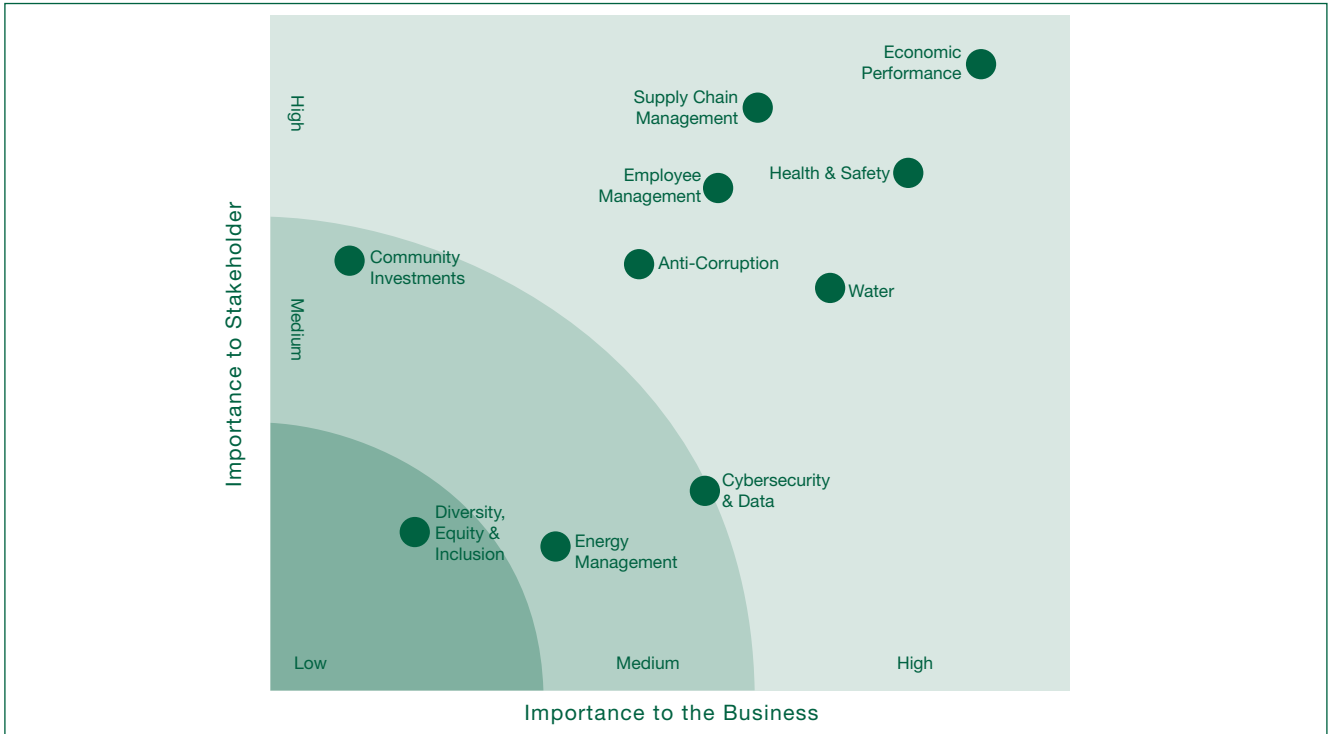 Economic
Performance
Supply Chain
Management
High
Health & Safety
Employee
Management
Importance to Stakeholder
Community
Investments
Anti-Corruption
Water
Medium
Cybersecurity
& Data
Diversity,
Equity &
Inclusion
Energy
Management
Low
Medium
High
Importance to the Business